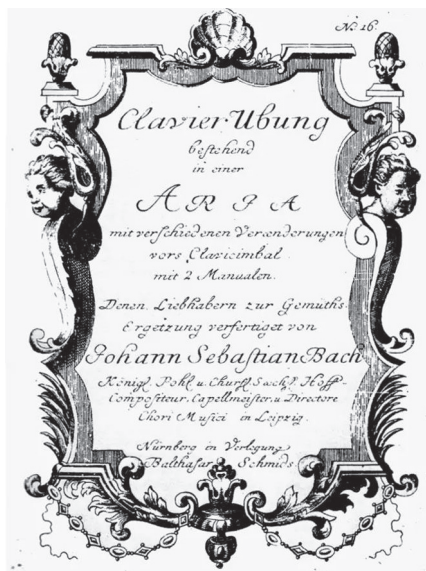 No. 16.
Clavier-Ubung
bestehend
in einer
ARIA
mit verschiedenen Verænderungen
vors Clavicimbal
mit 2 Manualen.
Denen Liebhabern zur Gemüths-
Ergetzung verfertiget von
Johann Sebastian Bach
Königl. Pohl. u. Churfl. Sæchs. Hoff-
Compositeur, Capellmeister, u. Directore
Chori Musici in Leipzig.
Nürnberg in Verlegung
Balthasar Schmids